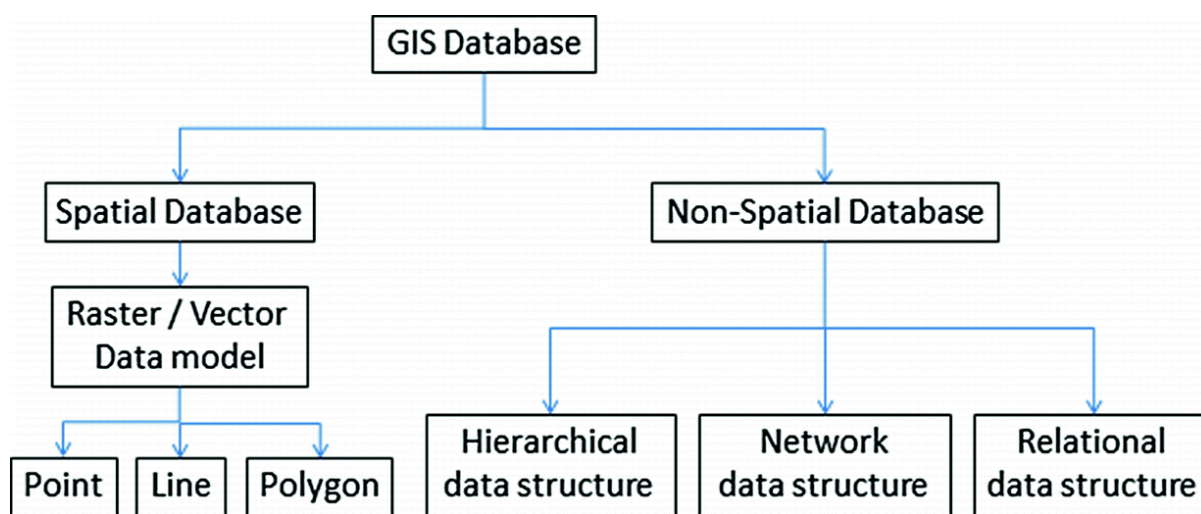 GIS Database
Spatial Database
Non-Spatial Database
Raster / Vector
Data model
Point
Line
Polygon
Hierarchical
data structure
Network
data structure
Relational
data structure